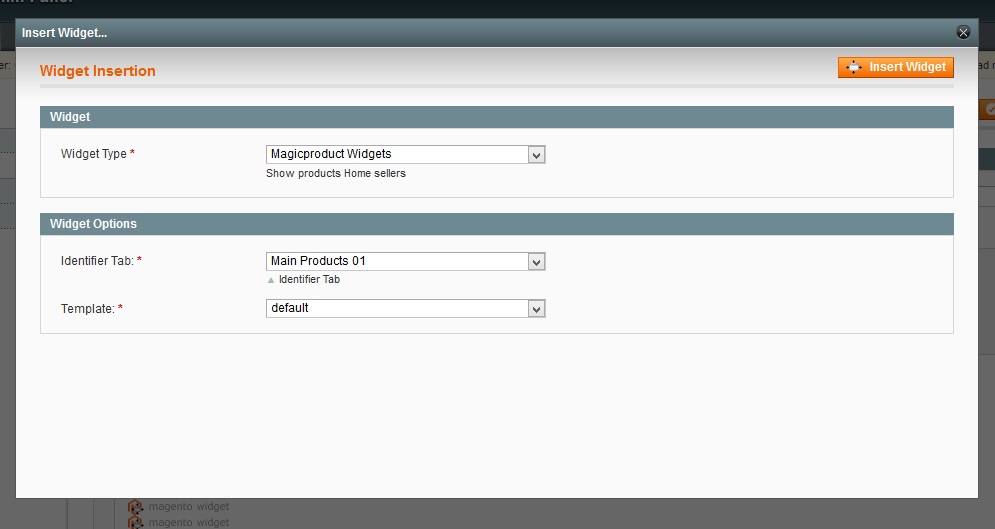 Insert Widget...
Widget Insertion
Insert Widget
Widget
Widget Type *
Magicproduct Widgets
Show products Home sellers
Widget Options
Identifier Tab: *
Main Products 01
Identifier Tab
Template: *
default
magento widget
magento widget